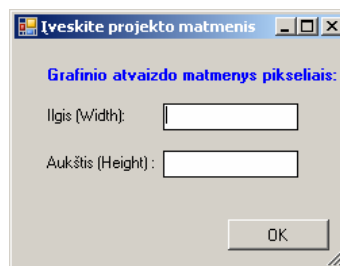 Įveskite projekto matmenis
Grafinio atvaizdo matmenys pikseliais:
Ilgis (Width):
Aukštis (Height) :
OK